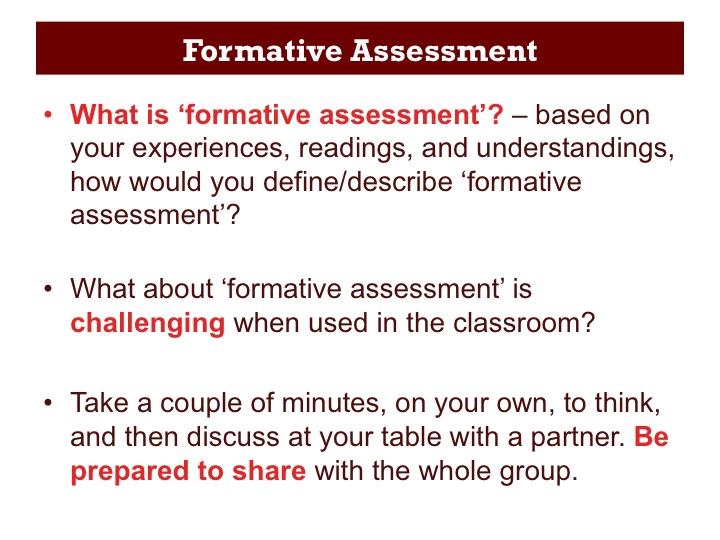 Formative Assessment
• What is ‘formative assessment’? – based on
your experiences, readings, and understandings,
how would you define/describe ‘formative
assessment’?
• What about ‘formative assessment’ is
challenging when used in the classroom?
• Take a couple of minutes, on your own, to think,
and then discuss at your table with a partner. Be
prepared to share with the whole group.